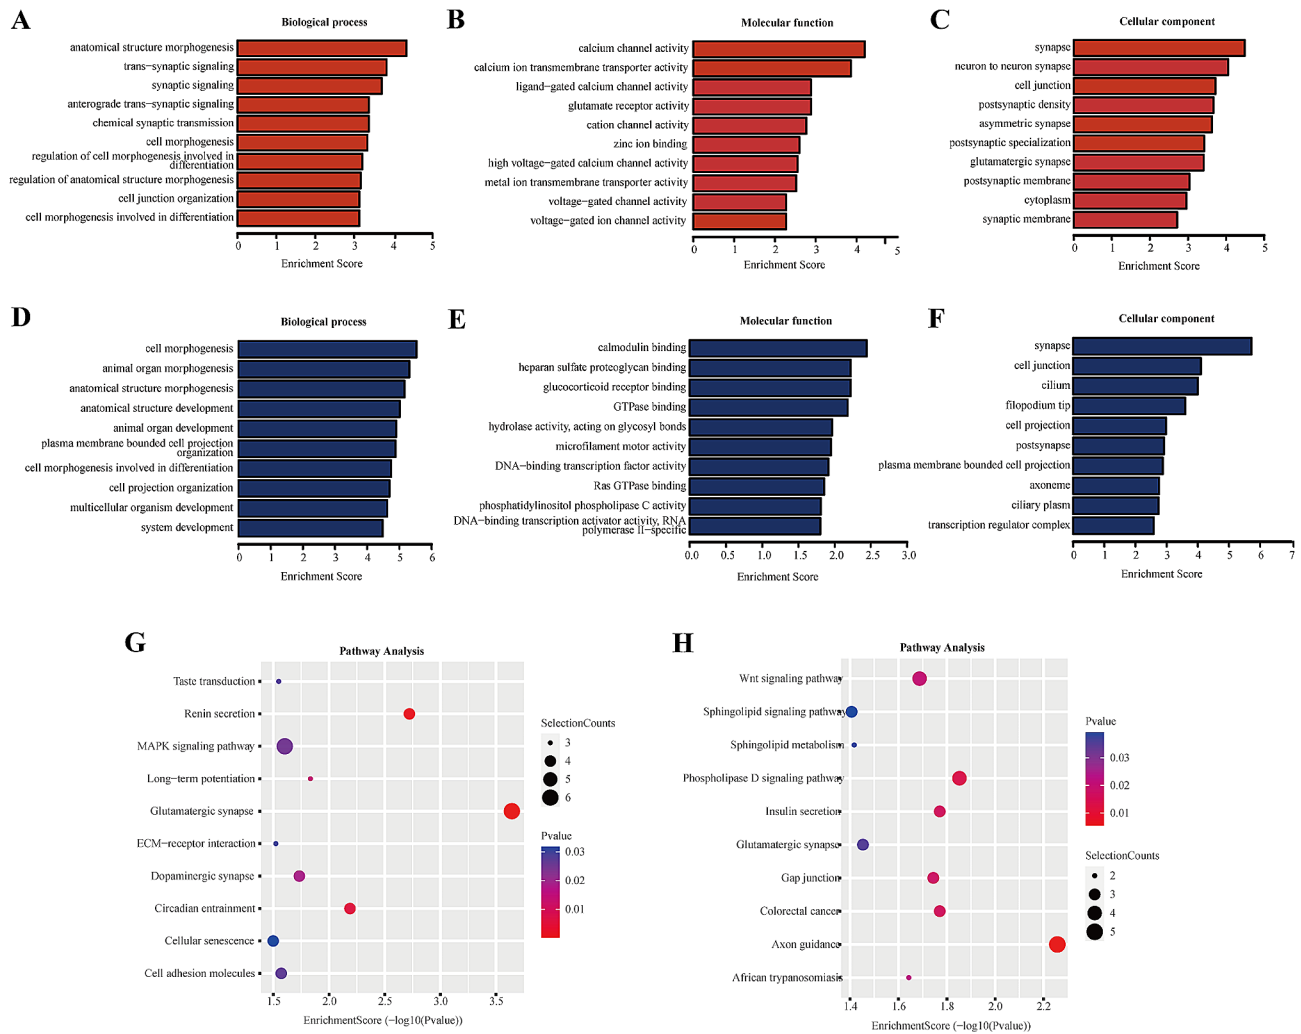 A
Biological process
anatomical structure morphogenesis
trans−synaptic signaling
synaptic signaling
anterograde trans−synaptic signaling
chemical synaptic transmission
cell morphogenesis
regulation of cell morphogenesis involved in
differentiation
regulation of anatomical structure morphogenesis
cell junction organization
cell morphogenesis involved in differentiation
0 1 2 3 4 5
Enrichment Score
B
Molecular function
calcium channel activity
calcium ion transmembrane transporter activity
ligand−gated calcium channel activity
glutamate receptor activity
cation channel activity
zinc ion binding
high voltage−gated calcium channel activity
metal ion transmembrane transporter activity
voltage−gated channel activity
voltage−gated ion channel activity
0 1 2 3 4 5
Enrichment Score
C
Cellular component
synapse
neuron to neuron synapse
cell junction
postsynaptic density
asymmetric synapse
postsynaptic specialization
glutamatergic synapse
postsynaptic membrane
cytoplasm
synaptic membrane
0 1 2 3 4 5
Enrichment Score
D
Biological process
cell morphogenesis
animal organ morphogenesis
anatomical structure morphogenesis
anatomical structure development
animal organ development
plasma membrane bounded cell projection
organization
cell morphogenesis involved in differentiation
cell projection organization
multicellular organism development
system development
0 1 2 3 4 5 6
Enrichment Score
E
Molecular function
calmodulin binding
heparan sulfate proteoglycan binding
glucocorticoid receptor binding
GTPase binding
hydrolase activity, acting on glycosyl bonds
microfilament motor activity
DNA−binding transcription factor activity
Ras GTPase binding
phosphatidylinositol phospholipase C activity
DNA−binding transcription activator activity, RNA
polymerase II−specific
0.0 0.5 1.0 1.5 2.0 2.5 3.0
Enrichment Score
F
Cellular component
synapse
cell junction
cilium
filopodium tip
cell projection
postsynapse
plasma membrane bounded cell projection
axoneme
ciliary plasm
transcription regulator complex
0 1 2 3 4 5 6 7
Enrichment Score
G
Pathway Analysis
Taste transduction
Renin secretion
MAPK signaling pathway
Long−term potentiation
Glutamatergic synapse
ECM−receptor interaction
Dopaminergic synapse
Circadian entrainment
Cellular senescence
Cell adhesion molecules
1.5 2.0 2.5 3.0 3.5
EnrichmentScore (−log10(Pvalue))
SelectionCounts
3
4
5
6
Pvalue
0.03
0.02
0.01
H
Pathway Analysis
Wnt signaling pathway
Sphingolipid signaling pathway
Sphingolipid metabolism
Phospholipase D signaling pathway
Insulin secretion
Glutamatergic synapse
Gap junction
Colorectal cancer
Axon guidance
African trypanosomiasis
1.4 1.6 1.8 2.0 2.2
EnrichmentScore (−log10(Pvalue))
Pvalue
0.03
0.02
0.01
SelectionCounts
2
3
4
5